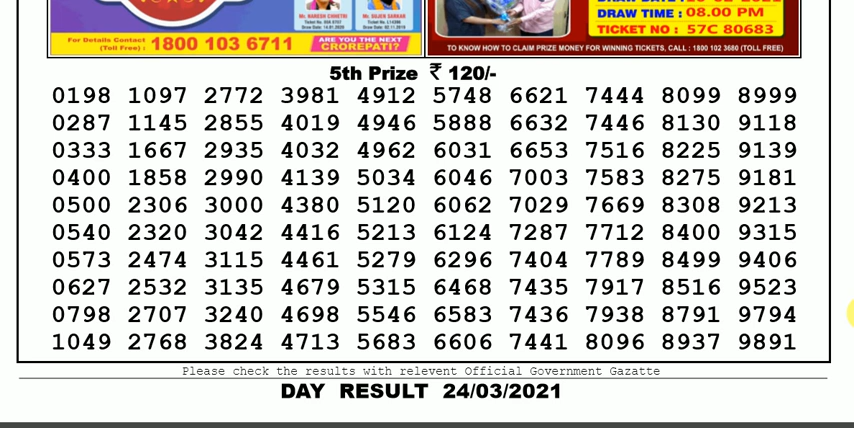 Mr. NARESH CHHETRI
Mr. SUJEN SARKAR
For Details Contact
(Toll Free) : 1800 103 6711
ARE YOU THE NEXT
CROREPATI?
DRAW TIME : 08.00 PM
TICKET NO : 57C 80683
TO KNOW HOW TO CLAIM PRIZE MONEY FOR WINNING TICKETS, CALL : 1800 102 3680 (TOLL FREE)
5th Prize ₹ 120/-
0198 1097 2772 3981 4912 5748 6621 7444 8099 8999
0287 1145 2855 4019 4946 5888 6632 7446 8130 9118
0333 1667 2935 4032 4962 6031 6653 7516 8225 9139
0400 1858 2990 4139 5034 6046 7003 7583 8275 9181
0500 2306 3000 4380 5120 6062 7029 7669 8308 9213
0540 2320 3042 4416 5213 6124 7287 7712 8400 9315
0573 2474 3115 4461 5279 6296 7404 7789 8499 9406
0627 2532 3135 4679 5315 6468 7435 7917 8516 9523
0798 2707 3240 4698 5546 6583 7436 7938 8791 9794
1049 2768 3824 4713 5683 6606 7441 8096 8937 9891
Please check the results with relevent Official Government Gazatte
DAY RESULT 24/03/2021